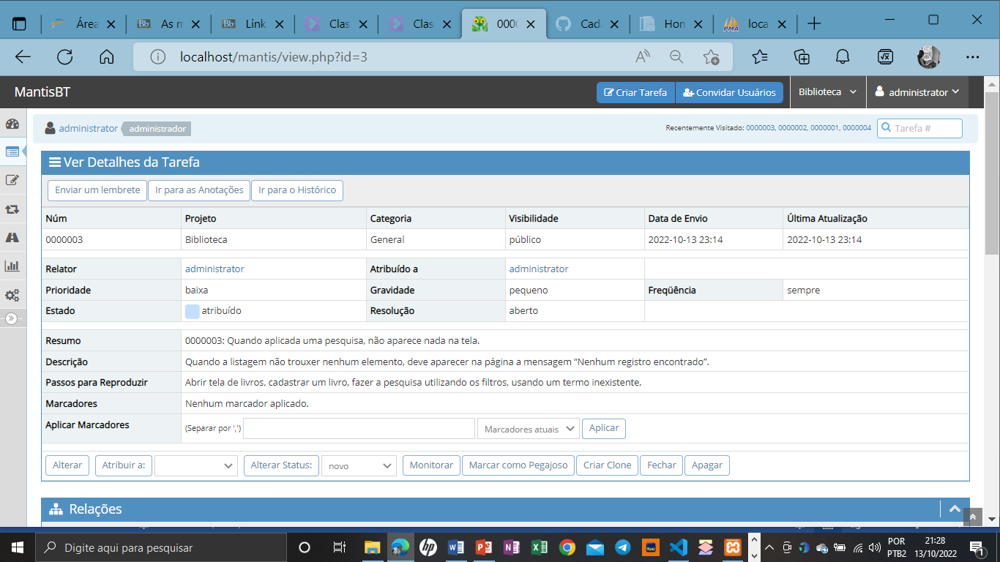 Área
As m
Link
Clas
Clas
000(
Cad
Hon
loca
localhost/mantis/view.php?id=3
MantisBT
Criar Tarefa
Convidar Usuários
Biblioteca
administrator
administrator administrador
Recentemente Visitado: 0000003, 0000002, 0000001, 0000004
Tarefa #
Ver Detalhes da Tarefa
Enviar um lembrete
Ir para as Anotações
Ir para o Histórico
Núm Projeto Categoria Visibilidade Data de Envio Última Atualização
0000003 Biblioteca General público 2022-10-13 23:14 2022-10-13 23:14
Relator administrator Atribuído a administrator
Prioridade baixa Gravidade pequeno Freqüência sempre
Estado atribuído Resolução aberto
Resumo 0000003: Quando aplicada uma pesquisa, não aparece nada na tela.
Descrição Quando a listagem não trouxer nenhum elemento, deve aparecer na página a mensagem “Nenhum registro encontrado”.
Passos para Reproduzir Abrir tela de livros, cadastrar um livro, fazer a pesquisa utilizando os filtros, usando um termo inexistente.
Marcadores Nenhum marcador aplicado.
Aplicar Marcadores (Separar por ',') Marcadores atuais Aplicar
Alterar Atribuir a: Alterar Status: novo Monitorar Marcar como Pegajoso Criar Clone Fechar Apagar
Relações
Digite aqui para pesquisar
POR
PTB2
21:28
13/10/2022
1